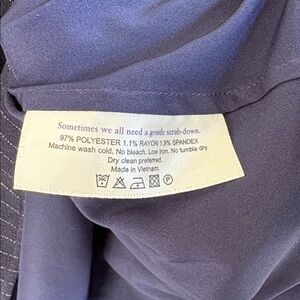 Sometimes we all need a gentle scrub-down.
97% POLYESTER 1.1% RAYON 1.9% SPANDEX
Machine wash cold. No bleach. Low iron. No tumble dry.
Dry clean preferred.
Made in Vietnam.
30C P